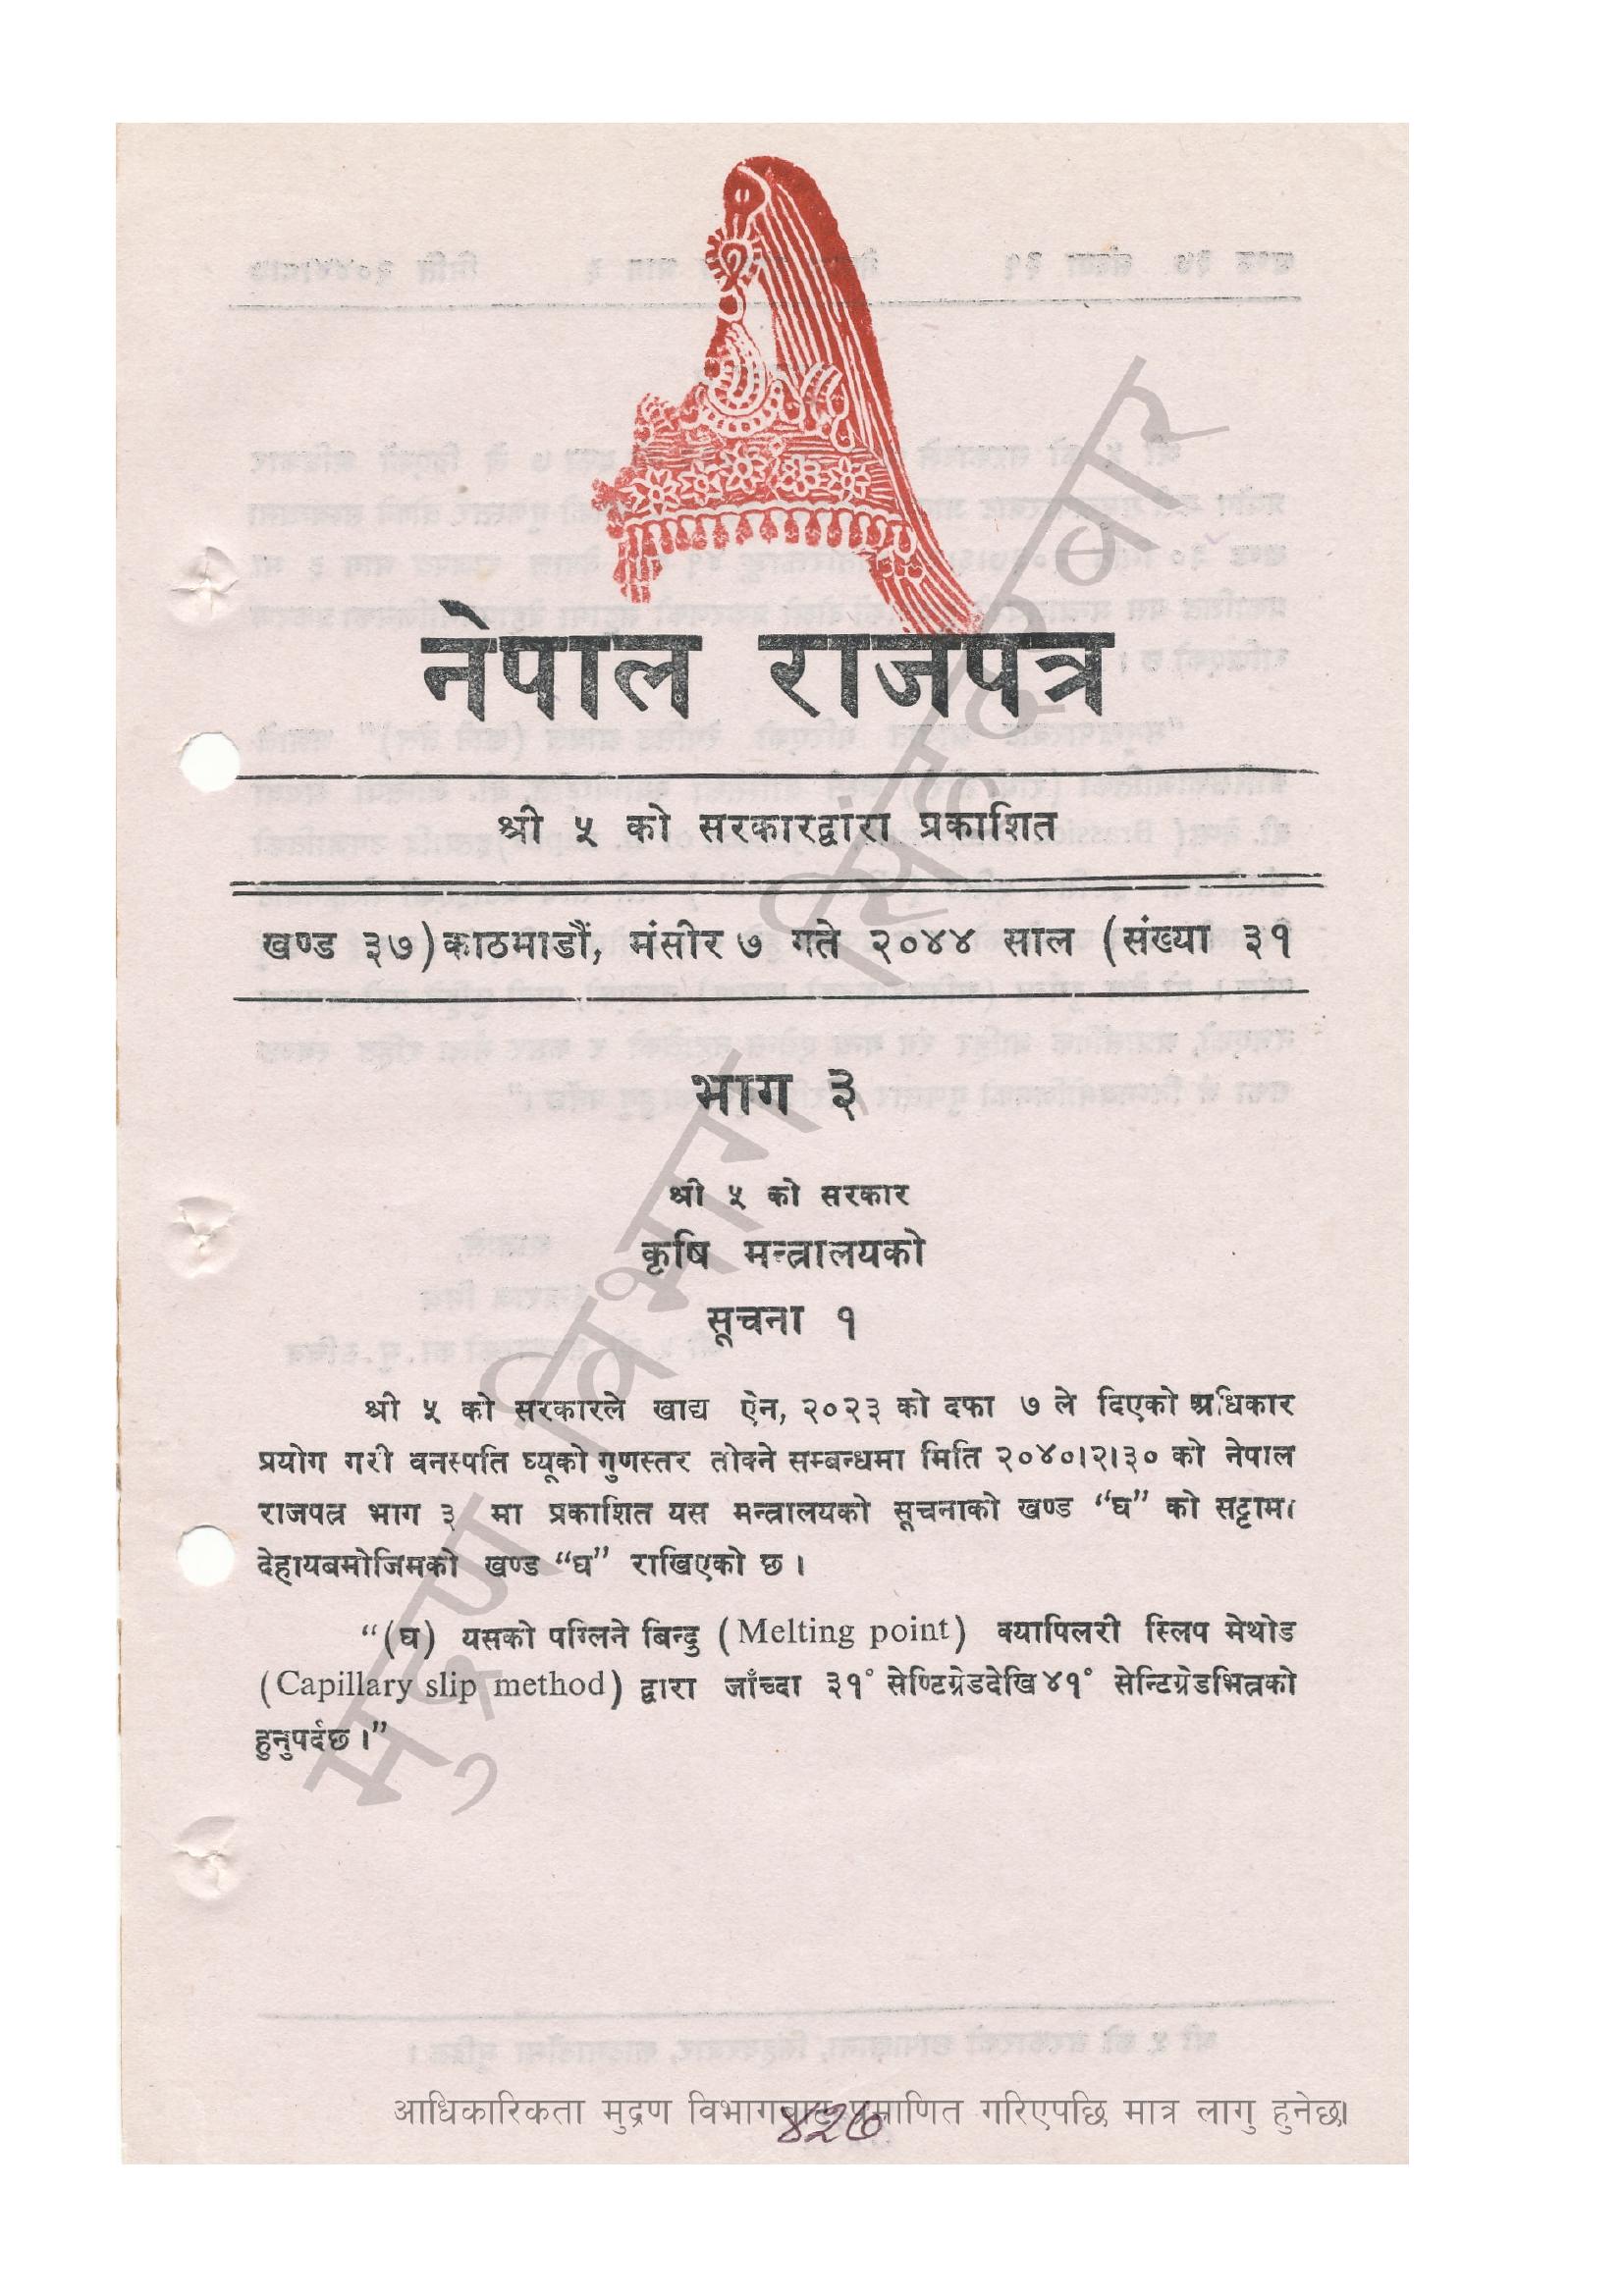 नेपाल राजपत्र
श्री ५ को सरकारद्वारा प्रकाशित
खण्ड ३७) काठमाडौं, मंसीर ७ गते २०४४ साल (संख्या ३१
भाग ३
श्री ५ को सरकार
कृषि मन्त्रालयको
सूचना १
श्री ५ को सरकारले खाद्य ऐन, २०२३ को दफा ७ ले दिएको अधिकार
प्रयोग गरी वनस्पति घ्यूको गुणस्तर तोक्ने सम्बन्धमा मिति २०४०।२।३० को नेपाल
राजपत्र भाग ३ मा प्रकाशित यस मन्त्रालयको सूचनाको खण्ड “घ” को सट्टामा
देहायबमोजिमको खण्ड “घ” राखिएको छ ।
“(घ) यसको पग्लिने बिन्दु (Melting point) क्यापिलरी स्लिप मेथोड
(Capillary slip method) द्वारा जाँच्दा ३१° सेण्टिग्रेडदेखि ४१° सेन्टिग्रेडभित्रको
हुनुपर्दछ ।”
मुद्रण विभाग, सिंहदरवार
आधिकारिकता मुद्रण विभागबाट प्रमाणित गरिएपछि मात्र लागु हुनेछ।
४२७